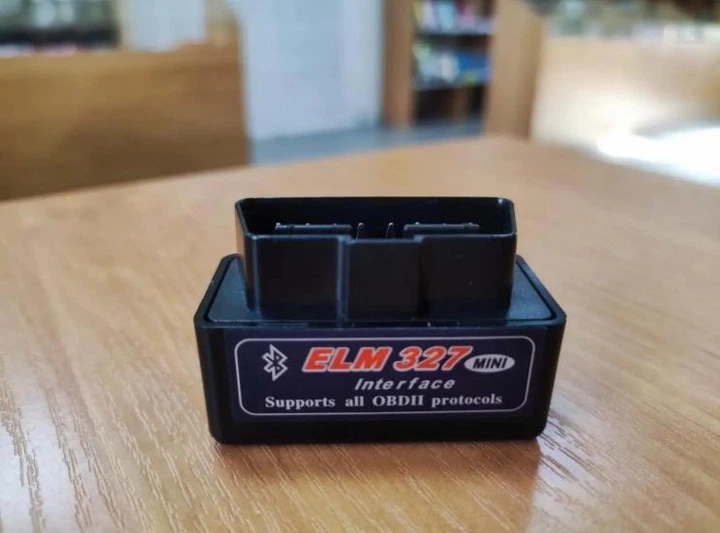 ELM 327 MINI
Interface
Supports all OBDII protocols